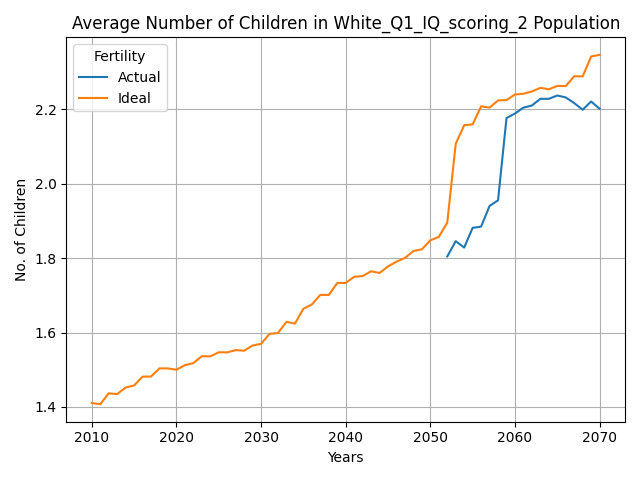 Average Number of Children in White_Q1_IQ_scoring_2 Population
Fertility
Actual
Ideal
No. of Children
2.2
2.0
1.8
1.6
1.4
2010 2020 2030 2040 2050 2060 2070
Years